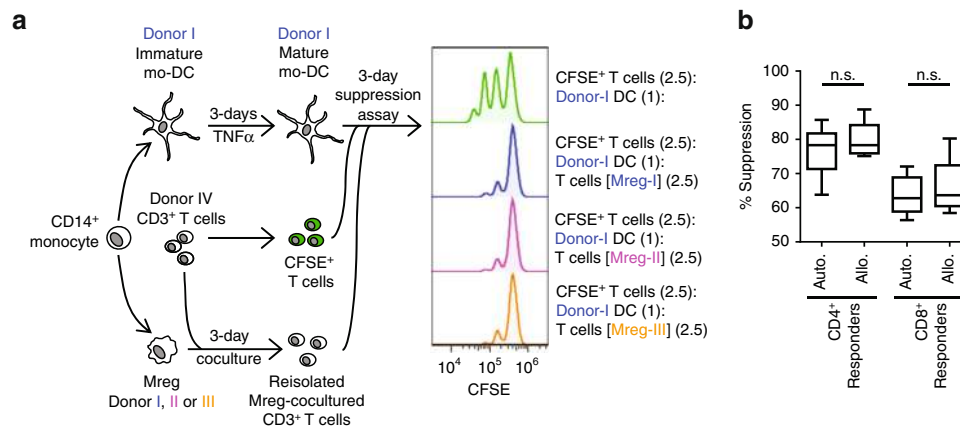 a
Donor I
Immature
mo-DC
Donor I
Mature
mo-DC
3-days
TNFα
3-day
suppression
assay
CD14⁺
monocyte
Donor IV
CD3⁺ T cells
CFSE⁺
T cells
3-day
coculture
Mreg
Donor I, II or III
Reisolated
Mreg-cocultured
CD3⁺ T cells
CFSE⁺ T cells (2.5):
Donor-I DC (1):
CFSE⁺ T cells (2.5):
Donor-I DC (1):
T cells [Mreg-I] (2.5)
CFSE⁺ T cells (2.5):
Donor-I DC (1):
T cells [Mreg-II] (2.5)
CFSE⁺ T cells (2.5):
Donor-I DC (1):
T cells [Mreg-III] (2.5)
10⁴ 10⁵ 10⁶
CFSE
b
n.s. n.s.
100
90
80
70
60
50
% Suppression
Auto. Allo. Auto. Allo.
CD4⁺
Responders
CD8⁺
Responders